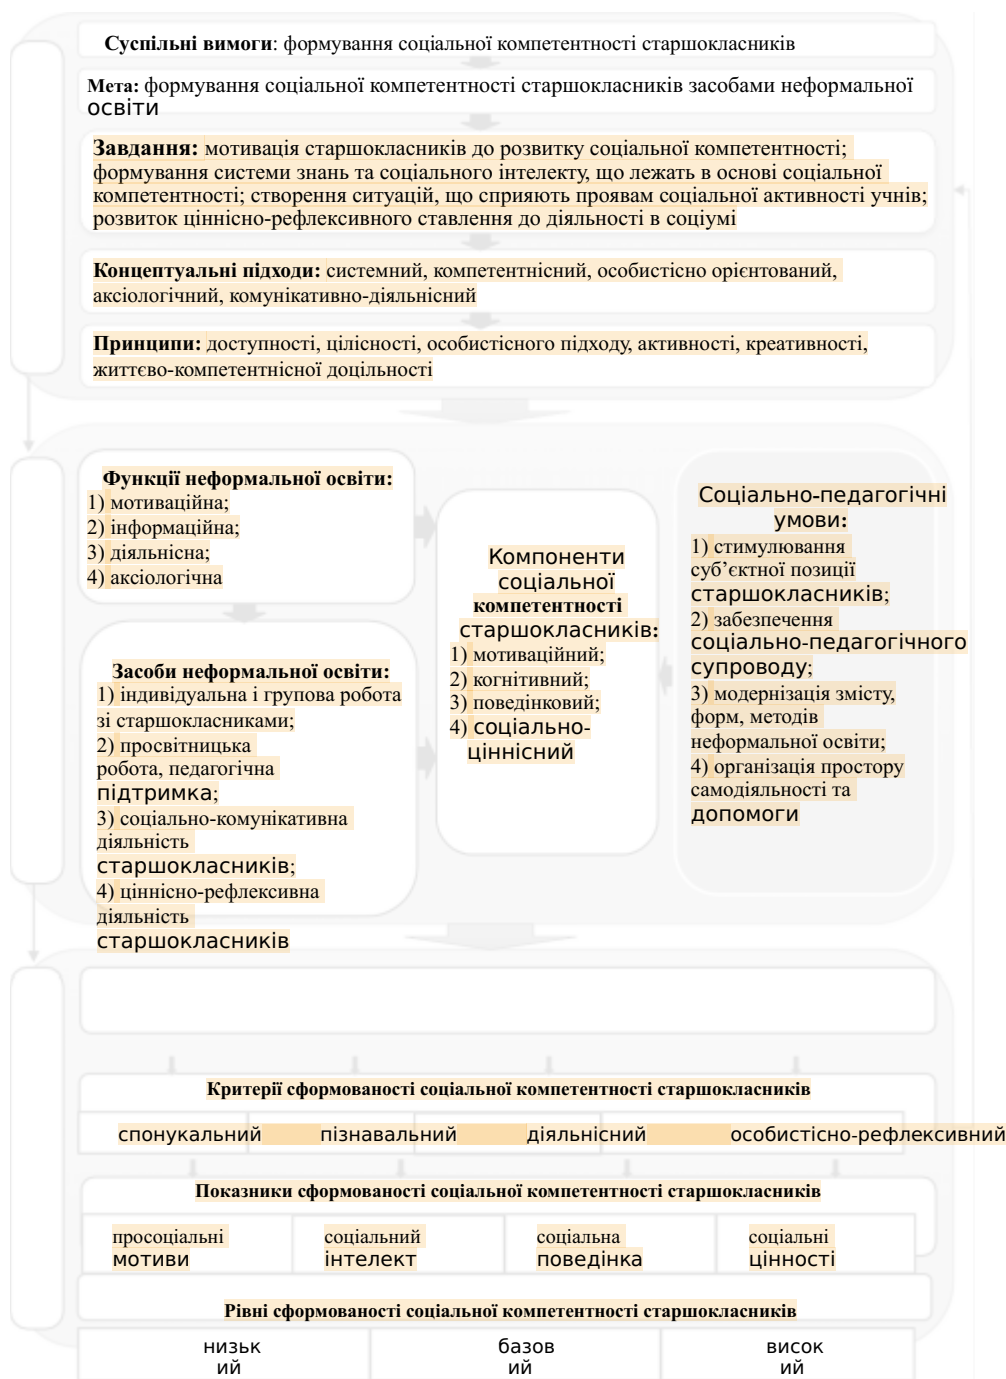 Суспільні вимоги: формування соціальної компетентності старшокласників
Мета: формування соціальної компетентності старшокласників засобами неформальної
освіти
Завдання: мотивація старшокласників до розвитку соціальної компетентності;
формування системи знань та соціального інтелекту, що лежать в основі соціальної
компетентності; створення ситуацій, що сприяють проявам соціальної активності учнів;
розвиток ціннісно-рефлексивного ставлення до діяльності в соціумі
Концептуальні підходи: системний, компетентнісний, особистісно орієнтований,
аксіологічний, комунікативно-діяльнісний
Принципи: доступності, цілісності, особистісного підходу, активності, креативності,
життєво-компетентнісної доцільності
Функції неформальної освіти:
1) мотиваційна;
2) інформаційна;
3) діяльнісна;
4) аксіологічна
Засоби неформальної освіти:
1) індивідуальна і групова робота
зі старшокласниками;
2) просвітницька
робота, педагогічна
підтримка;
3) соціально-комунікативна
діяльність
старшокласників;
4) ціннісно-рефлексивна
діяльність
старшокласників
Компоненти
соціальної
компетентності
старшокласників:
1) мотиваційний;
2) когнітивний;
3) поведінковий;
4) соціально-
ціннісний
Соціально-педагогічні
умови:
1) стимулювання
суб’єктної позиції
старшокласників;
2) забезпечення
соціально-педагогічного
супроводу;
3) модернізація змісту,
форм, методів
неформальної освіти;
4) організація простору
самодіяльності та
допомоги
Критерії сформованості соціальної компетентності старшокласників
спонукальний пізнавальний діяльнісний особистісно-рефлексивний
Показники сформованості соціальної компетентності старшокласників
просоціальні соціальний соціальна соціальні
мотиви інтелект поведінка цінності
Рівні сформованості соціальної компетентності старшокласників
низьк базов висок
ий ий ий